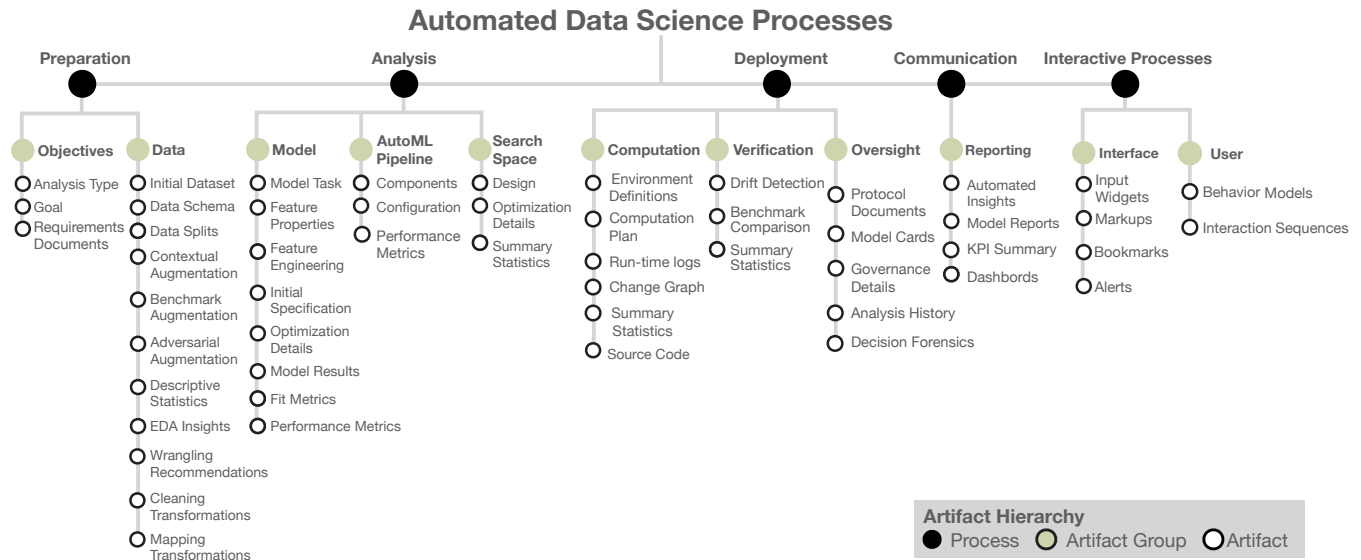 Automated Data Science Processes
Preparation
Analysis
Deployment
Communication
Interactive Processes
Objectives
Analysis Type
Goal
Requirements
Documents
Data
Initial Dataset
Data Schema
Data Splits
Contextual
Augmentation
Benchmark
Augmentation
Adversarial
Augmentation
Descriptive
Statistics
EDA Insights
Wrangling
Recommendations
Cleaning
Transformations
Mapping
Transformations
Model
Model Task
Feature
Properties
Feature
Engineering
Initial
Specification
Optimization
Details
Model Results
Fit Metrics
Performance Metrics
AutoML
Pipeline
Components
Configuration
Performance
Metrics
Search
Space
Design
Optimization
Details
Summary
Statistics
Computation
Environment
Definitions
Computation
Plan
Run-time logs
Change Graph
Summary
Statistics
Source Code
Verification
Drift Detection
Benchmark
Comparison
Summary
Statistics
Oversight
Protocol
Documents
Model Cards
Governance
Details
Analysis History
Decision Forensics
Reporting
Automated
Insights
Model Reports
KPI Summary
Dashbords
Interface
Input
Widgets
Markups
Bookmarks
Alerts
User
Behavior Models
Interaction Sequences
Artifact Hierarchy
Process
Artifact Group
Artifact